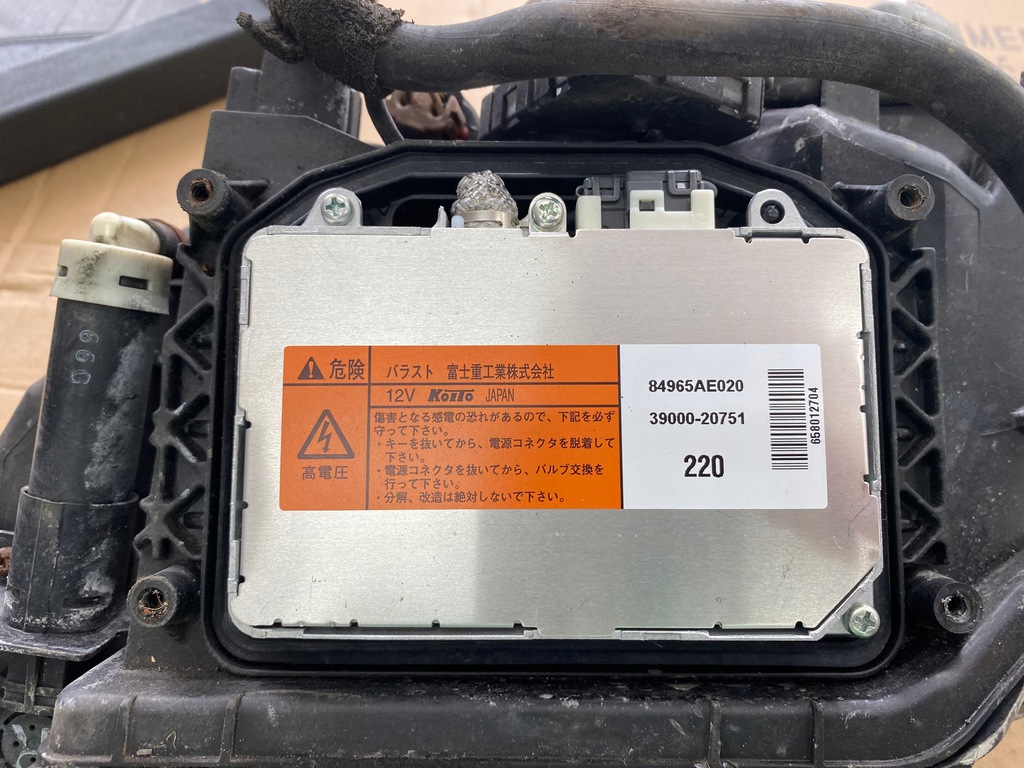 危険
バラスト 富士重工業株式会社
12V KOITO JAPAN
高電圧
傷害となる感電の恐れがあるので、下記を必ず
守って下さい。
・キーを抜いてから、電源コネクタを脱着して
下さい。
・電源コネクタを抜いてから、バルブ交換を
行って下さい。
・分解、改造は絶対しないで下さい。
84965AE020
39000-20751
220
658012704
66G